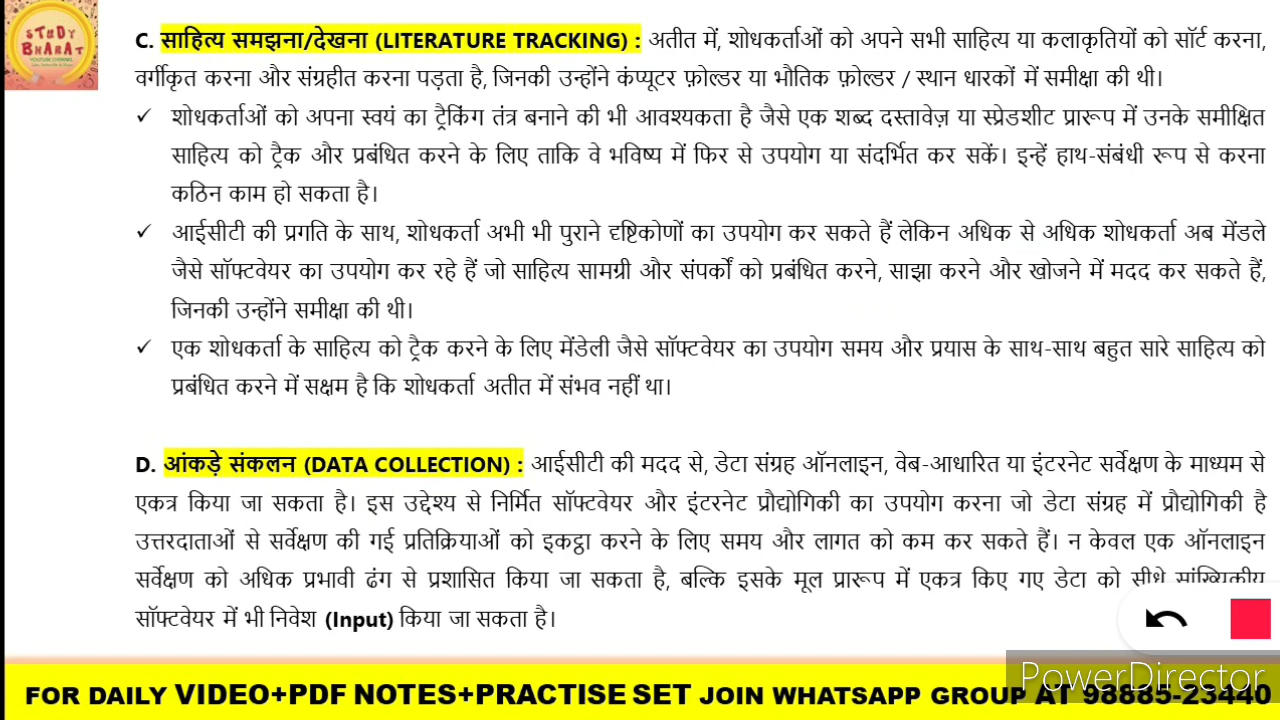 STUDY
BHARAT
YOUTUBE CHANNEL
C. साहित्य समझना/देखना (LITERATURE TRACKING) : अतीत में, शोधकर्ताओं को अपने सभी साहित्य या कलाकृतियों को सॉर्ट करना,
वर्गीकृत करना और संग्रहीत करना पड़ता है, जिनकी उन्होंने कंप्यूटर फ़ोल्डर या भौतिक फ़ोल्डर / स्थान धारकों में समीक्षा की थी।
✓ शोधकर्ताओं को अपना स्वयं का ट्रैकिंग तंत्र बनाने की भी आवश्यकता है जैसे एक शब्द दस्तावेज़ या स्प्रेडशीट प्रारूप में उनके समीक्षित
साहित्य को ट्रैक और प्रबंधित करने के लिए ताकि वे भविष्य में फिर से उपयोग या संदर्भित कर सकें। इन्हें हाथ-संबंधी रूप से करना
कठिन काम हो सकता है।
✓ आईसीटी की प्रगति के साथ, शोधकर्ता अभी भी पुराने दृष्टिकोणों का उपयोग कर सकते हैं लेकिन अधिक से अधिक शोधकर्ता अब मेंडले
जैसे सॉफ्टवेयर का उपयोग कर रहे हैं जो साहित्य सामग्री और संपर्कों को प्रबंधित करने, साझा करने और खोजने में मदद कर सकते हैं,
जिनकी उन्होंने समीक्षा की थी।
✓ एक शोधकर्ता के साहित्य को ट्रैक करने के लिए मेंडेली जैसे सॉफ्टवेयर का उपयोग समय और प्रयास के साथ-साथ बहुत सारे साहित्य को
प्रबंधित करने में सक्षम है कि शोधकर्ता अतीत में संभव नहीं था।
D. आंकड़े संकलन (DATA COLLECTION) : आईसीटी की मदद से, डेटा संग्रह ऑनलाइन, वेब-आधारित या इंटरनेट सर्वेक्षण के माध्यम से
एकत्र किया जा सकता है। इस उद्देश्य से निर्मित सॉफ्टवेयर और इंटरनेट प्रौद्योगिकी का उपयोग करना जो डेटा संग्रह में प्रौद्योगिकी है
उत्तरदाताओं से सर्वेक्षण की गई प्रतिक्रियाओं को इकट्ठा करने के लिए समय और लागत को कम कर सकते हैं। न केवल एक ऑनलाइन
सर्वेक्षण को अधिक प्रभावी ढंग से प्रशासित किया जा सकता है, बल्कि इसके मूल प्रारूप में एकत्र किए गए डेटा को सीधे सांख्यिकीय
सॉफ्टवेयर में भी निवेश (Input) किया जा सकता है।
PowerDirector
FOR DAILY VIDEO+PDF NOTES+PRACTISE SET JOIN WHATSAPP GROUP AT 98885-23440